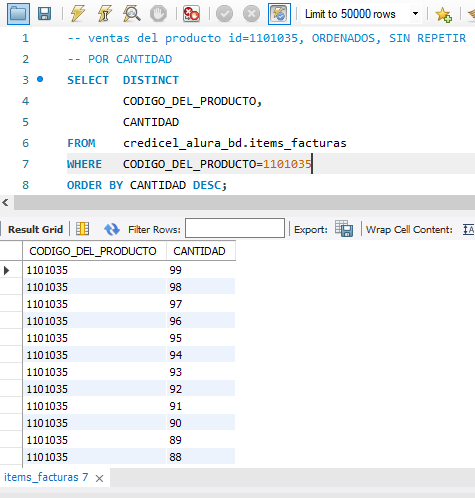 Limit to 50000 rows
1 -- ventas del producto id=1101035, ORDENADOS, SIN REPETIR
2 -- POR CANTIDAD
3 SELECT DISTINCT
4 CODIGO_DEL_PRODUCTO,
5 CANTIDAD
6 FROM credicel_alura_bd.items_facturas
7 WHERE CODIGO_DEL_PRODUCTO=1101035
8 ORDER BY CANTIDAD DESC;
Result Grid Filter Rows: Export: Wrap Cell Content:
CODIGO_DEL_PRODUCTO CANTIDAD
1101035 99
1101035 98
1101035 97
1101035 96
1101035 95
1101035 94
1101035 93
1101035 92
1101035 91
1101035 90
1101035 89
1101035 88
items_facturas 7